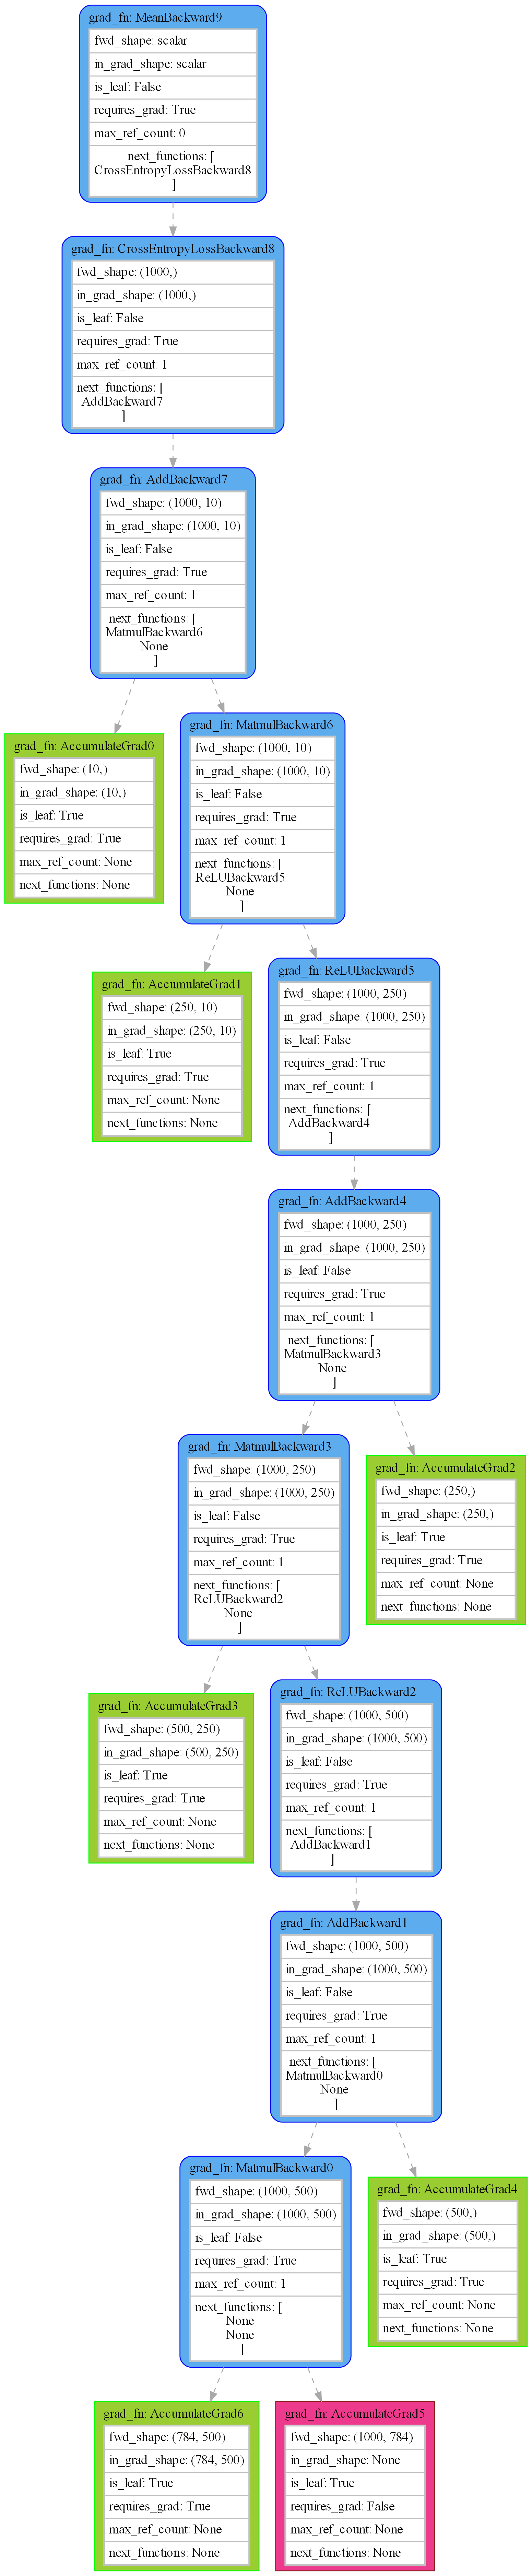 grad_fn: MeanBackward9
fwd_shape: scalar
in_grad_shape: scalar
is_leaf: False
requires_grad: True
max_ref_count: 0
next_functions: [
CrossEntropyLossBackward8
]
grad_fn: CrossEntropyLossBackward8
fwd_shape: (1000,)
in_grad_shape: (1000,)
is_leaf: False
requires_grad: True
max_ref_count: 1
next_functions: [
AddBackward7
]
grad_fn: AddBackward7
fwd_shape: (1000, 10)
in_grad_shape: (1000, 10)
is_leaf: False
requires_grad: True
max_ref_count: 1
next_functions: [
MatmulBackward6
None
]
grad_fn: AccumulateGrad0
fwd_shape: (10,)
in_grad_shape: (10,)
is_leaf: True
requires_grad: True
max_ref_count: None
next_functions: None
grad_fn: MatmulBackward6
fwd_shape: (1000, 10)
in_grad_shape: (1000, 10)
is_leaf: False
requires_grad: True
max_ref_count: 1
next_functions: [
ReLUBackward5
None
]
grad_fn: AccumulateGrad1
fwd_shape: (250, 10)
in_grad_shape: (250, 10)
is_leaf: True
requires_grad: True
max_ref_count: None
next_functions: None
grad_fn: ReLUBackward5
fwd_shape: (1000, 250)
in_grad_shape: (1000, 250)
is_leaf: False
requires_grad: True
max_ref_count: 1
next_functions: [
AddBackward4
]
grad_fn: AddBackward4
fwd_shape: (1000, 250)
in_grad_shape: (1000, 250)
is_leaf: False
requires_grad: True
max_ref_count: 1
next_functions: [
MatmulBackward3
None
]
grad_fn: MatmulBackward3
fwd_shape: (1000, 250)
in_grad_shape: (1000, 250)
is_leaf: False
requires_grad: True
max_ref_count: 1
next_functions: [
ReLUBackward2
None
]
grad_fn: AccumulateGrad2
fwd_shape: (250,)
in_grad_shape: (250,)
is_leaf: True
requires_grad: True
max_ref_count: None
next_functions: None
grad_fn: AccumulateGrad3
fwd_shape: (500, 250)
in_grad_shape: (500, 250)
is_leaf: True
requires_grad: True
max_ref_count: None
next_functions: None
grad_fn: ReLUBackward2
fwd_shape: (1000, 500)
in_grad_shape: (1000, 500)
is_leaf: False
requires_grad: True
max_ref_count: 1
next_functions: [
AddBackward1
]
grad_fn: AddBackward1
fwd_shape: (1000, 500)
in_grad_shape: (1000, 500)
is_leaf: False
requires_grad: True
max_ref_count: 1
next_functions: [
MatmulBackward0
None
]
grad_fn: MatmulBackward0
fwd_shape: (1000, 500)
in_grad_shape: (1000, 500)
is_leaf: False
requires_grad: True
max_ref_count: 1
next_functions: [
None
None
]
grad_fn: AccumulateGrad4
fwd_shape: (500,)
in_grad_shape: (500,)
is_leaf: True
requires_grad: True
max_ref_count: None
next_functions: None
grad_fn: AccumulateGrad6
fwd_shape: (784, 500)
in_grad_shape: (784, 500)
is_leaf: True
requires_grad: True
max_ref_count: None
next_functions: None
grad_fn: AccumulateGrad5
fwd_shape: (1000, 784)
in_grad_shape: None
is_leaf: True
requires_grad: False
max_ref_count: None
next_functions: None